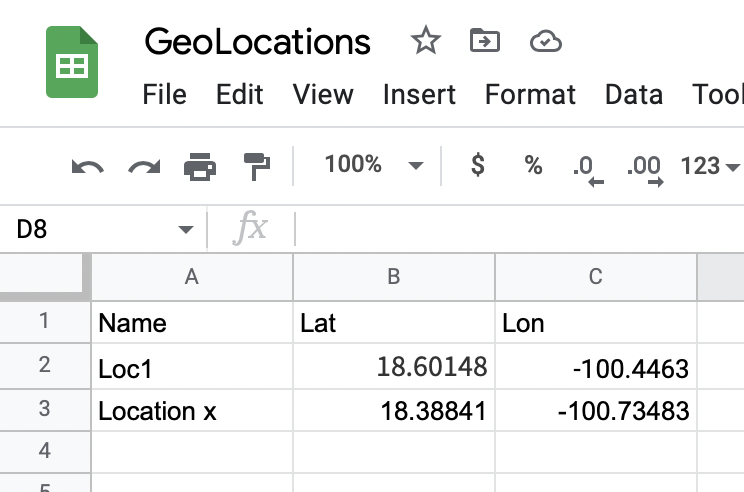 GeoLocations
File Edit View Insert Format Data Tool
100% $ % .0 .00 123
D8 fx
A B C
1 Name Lat Lon
2 Loc1 18.60148 -100.4463
3 Location x 18.38841 -100.73483
4
5